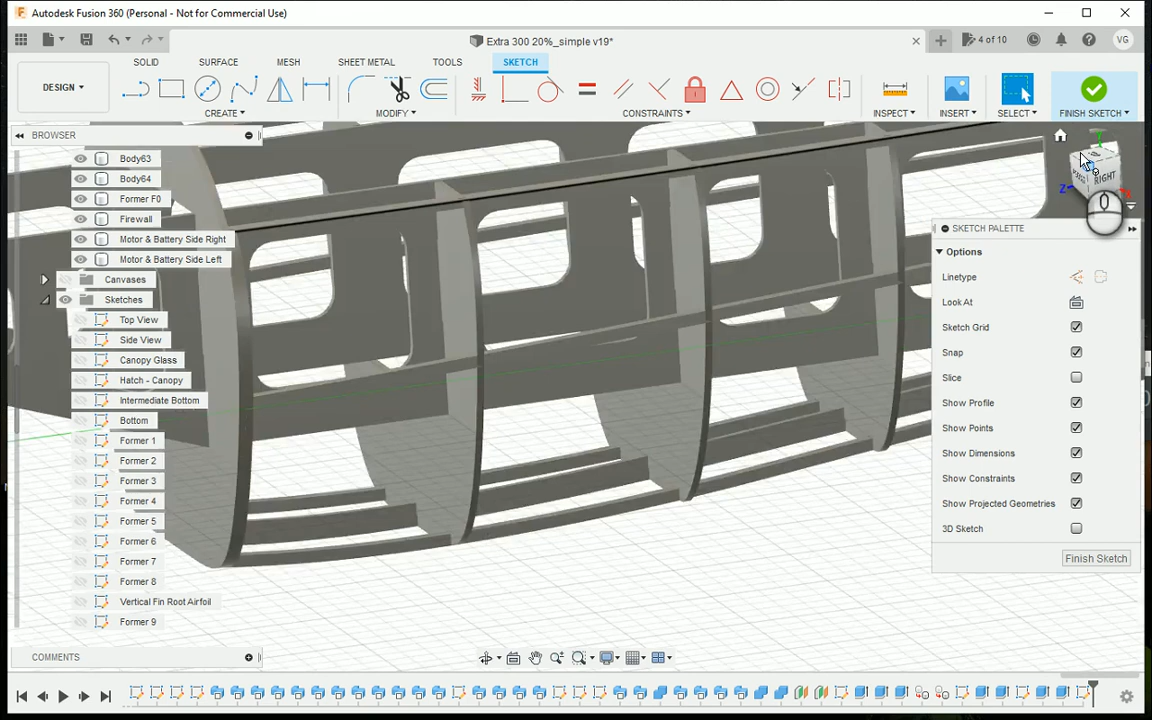 Autodesk Fusion 360 (Personal - Not for Commercial Use)
Extra 300 20%_simple v19*
4 of 10
VG
SOLID SURFACE MESH SHEET METAL TOOLS SKETCH
DESIGN
CREATE MODIFY CONSTRAINTS INSPECT INSERT SELECT FINISH SKETCH
BROWSER
Body63
Body64
Former F0
Firewall
Motor & Battery Side Right
Motor & Battery Side Left
Canvases
Sketches
Top View
Side View
Canopy Glass
Hatch - Canopy
Intermediate Bottom
Bottom
Former 1
Former 2
Former 3
Former 4
Former 5
Former 6
Former 7
Former 8
Vertical Fin Root Airfoil
Former 9
COMMENTS
RIGHT
Z
SKETCH PALETTE
Options
Linetype
Look At
Sketch Grid
Snap
Slice
Show Profile
Show Points
Show Dimensions
Show Constraints
Show Projected Geometries
3D Sketch
Finish Sketch